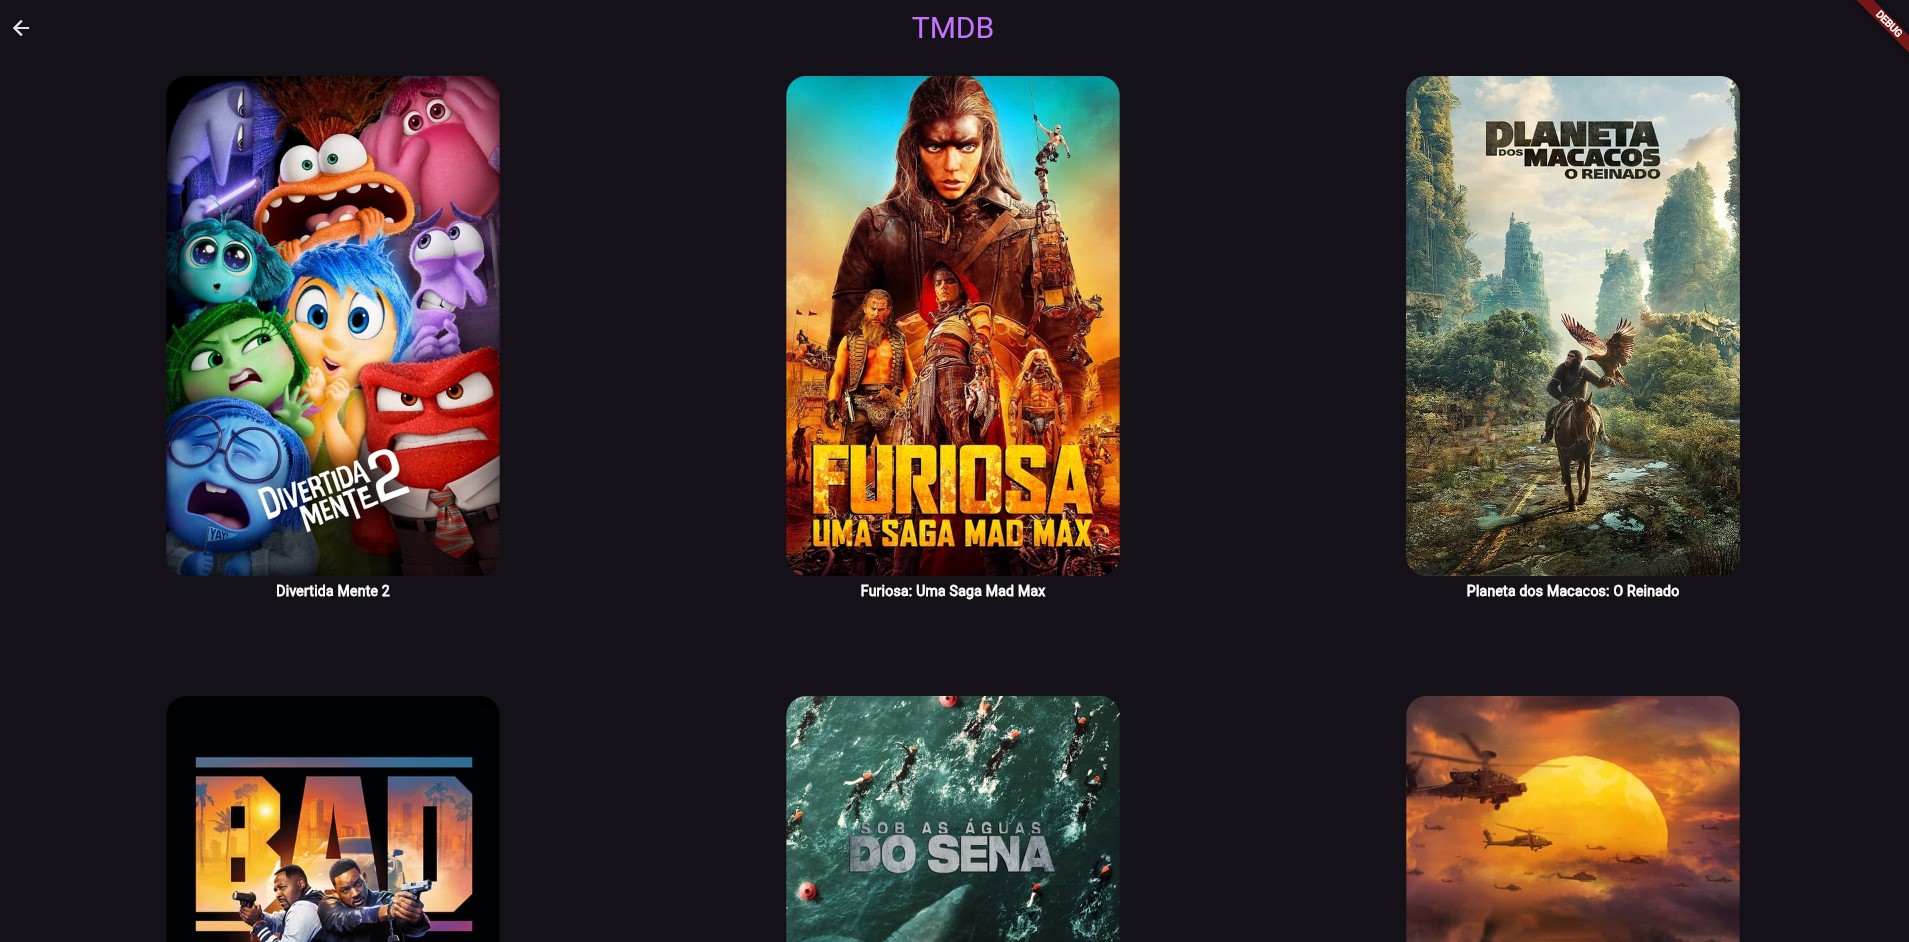 TMDB
DEBUG
DIVERTIDA
MENTE 2
YAY!
FURIOSA
UMA SAGA MAD MAX
PLANETA
DOS MACACOS
O REINADO
Divertida Mente 2
Furiosa: Uma Saga Mad Max
Planeta dos Macacos: O Reinado
BAD
SOB AS ÁGUAS
DO SENA